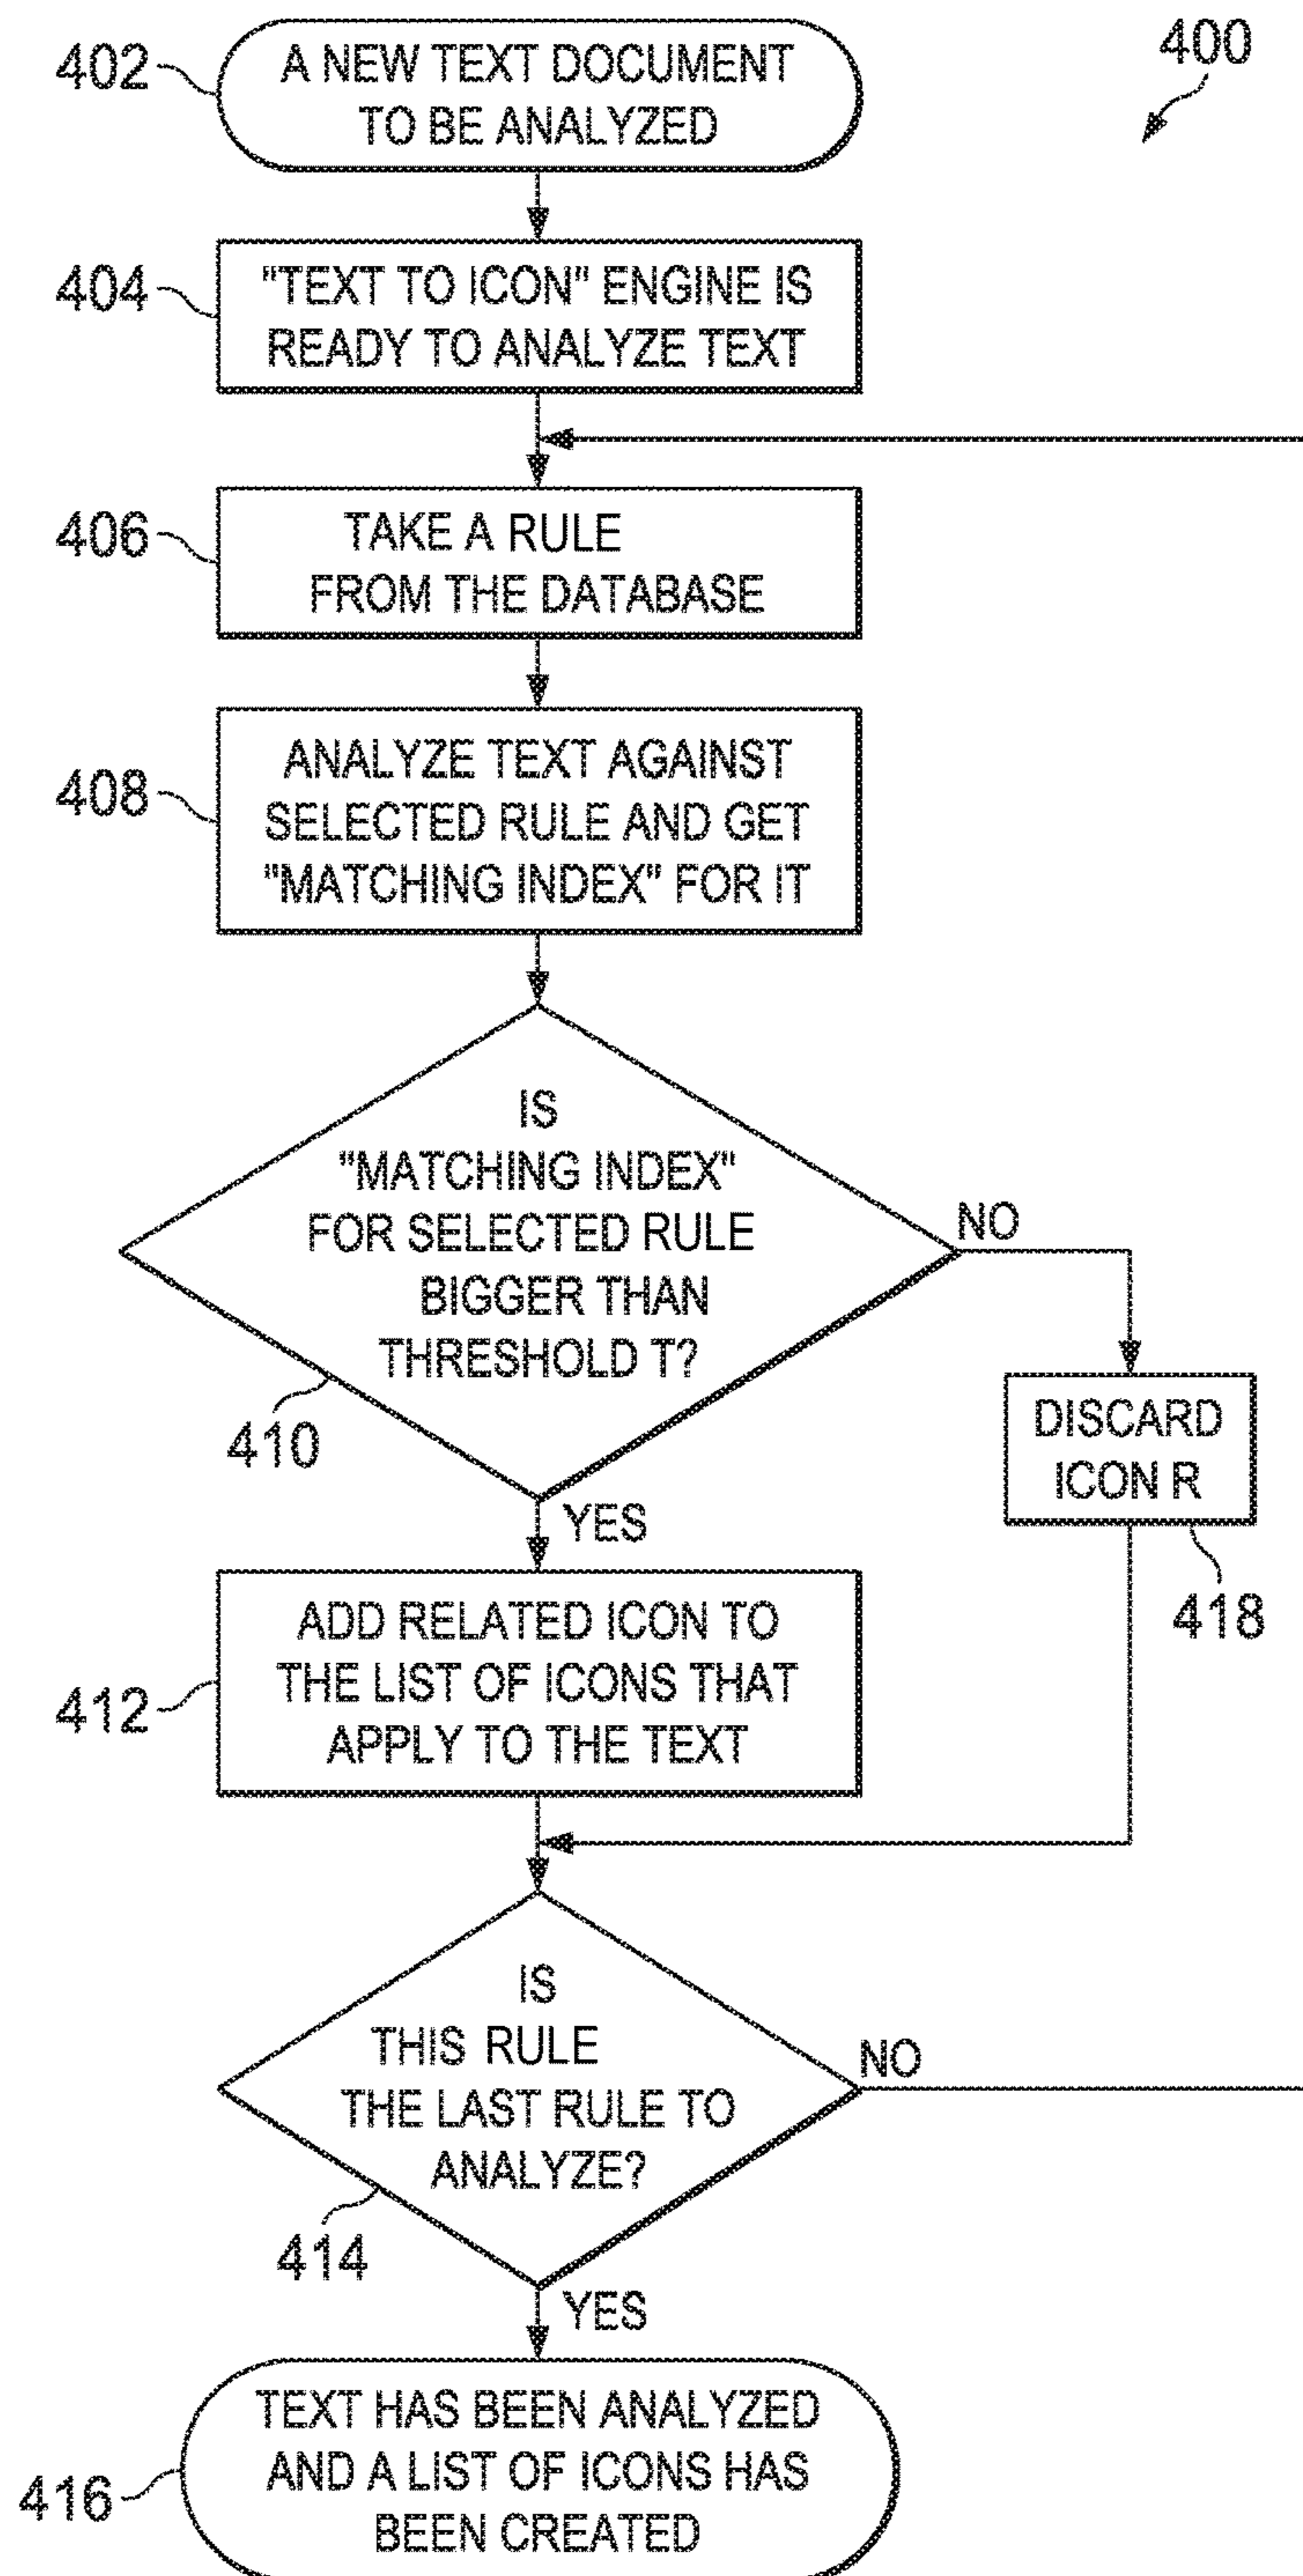 400
402
A NEW TEXT DOCUMENT
TO BE ANALYZED
404
"TEXT TO ICON" ENGINE IS
READY TO ANALYZE TEXT
406
TAKE A RULE
FROM THE DATABASE
408
ANALYZE TEXT AGAINST
SELECTED RULE AND GET
"MATCHING INDEX" FOR IT
IS
"MATCHING INDEX"
FOR SELECTED RULE
BIGGER THAN
THRESHOLD T?
410
NO
DISCARD
ICON R
418
YES
412
ADD RELATED ICON TO
THE LIST OF ICONS THAT
APPLY TO THE TEXT
IS
THIS RULE
THE LAST RULE TO
ANALYZE?
414
NO
YES
416
TEXT HAS BEEN ANALYZED
AND A LIST OF ICONS HAS
BEEN CREATED